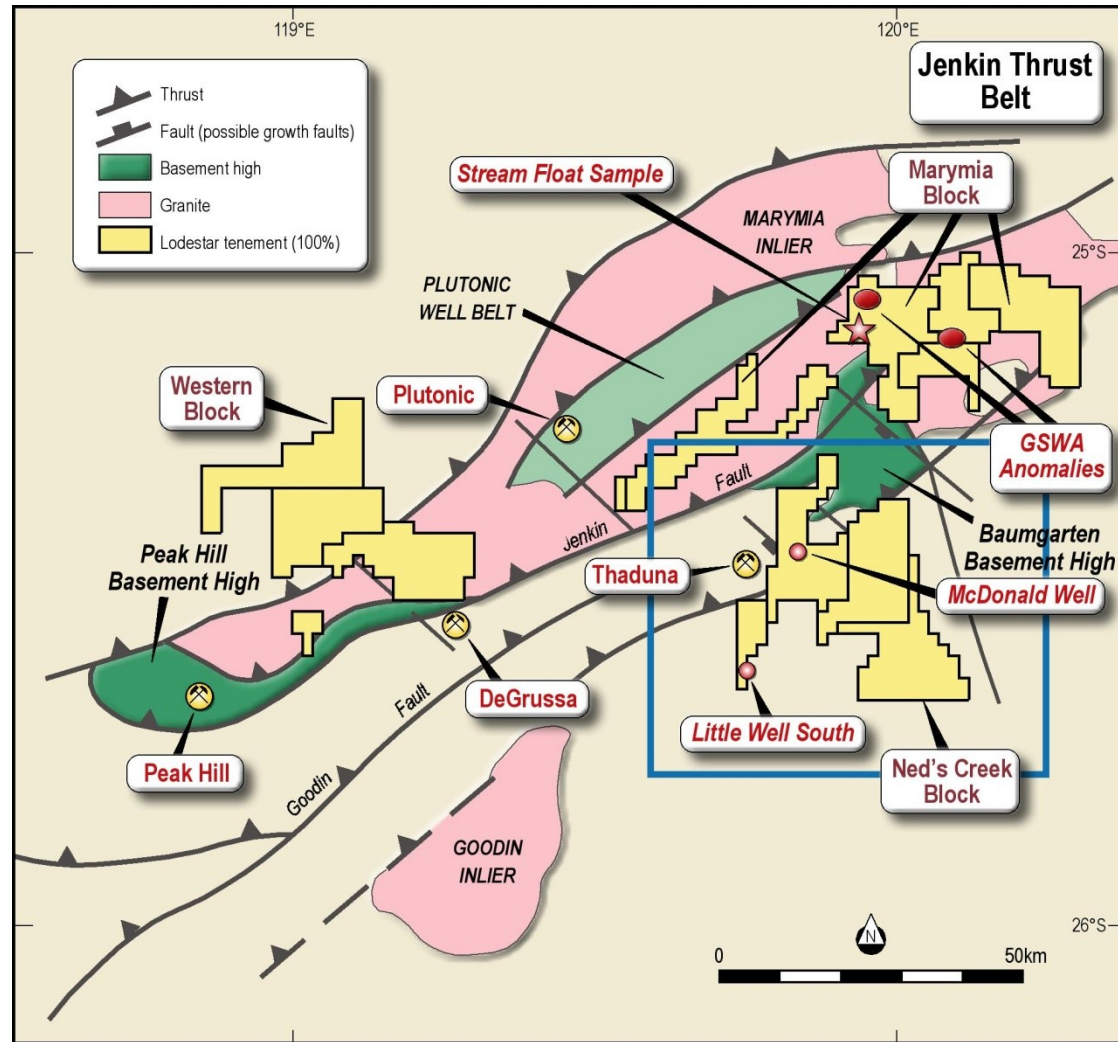 119°E
120°E
Jenkin Thrust
Belt
Thrust
Fault (possible growth faults)
Basement high
Granite
Lodestar tenement (100%)
Stream Float Sample
Marymia
Block
MARYMIA
INLIER
25°S
PLUTONIC
WELL BELT
Western
Block
Plutonic
GSWA
Anomalies
Fault
Jenkin
Peak Hill
Basement High
Baumgarten
Basement High
Thaduna
McDonald Well
DeGrussa
Fault
Little Well South
Peak Hill
Ned's Creek
Block
Goodin
GOODIN
INLIER
26°S
N
0
50km